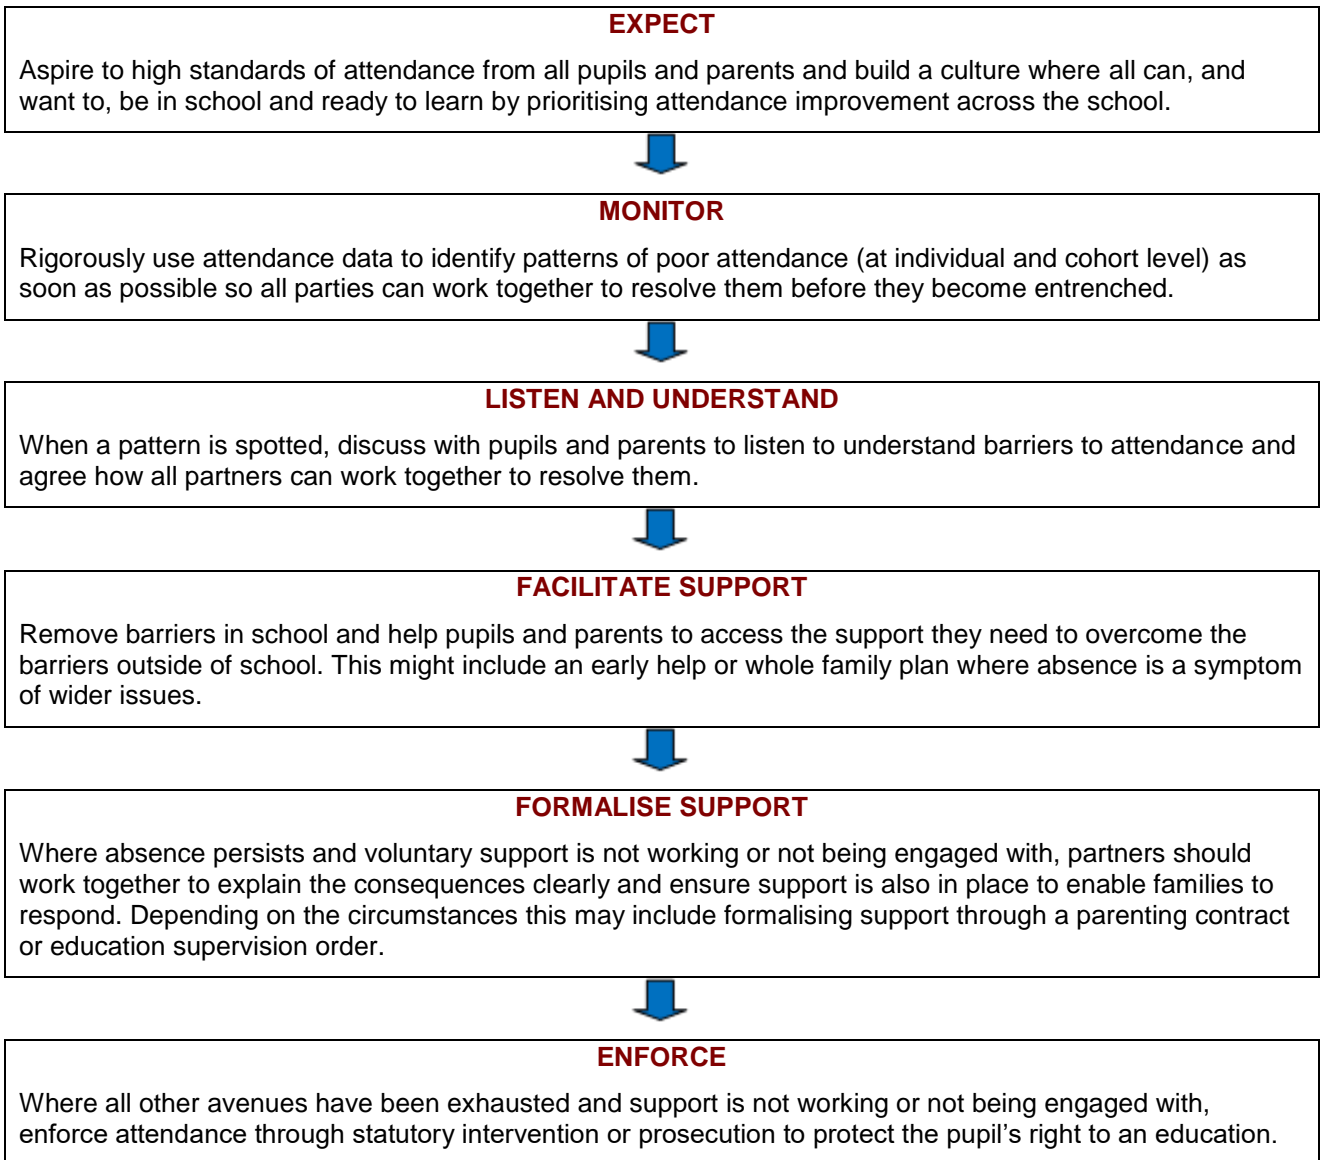 EXPECT
Aspire to high standards of attendance from all pupils and parents and build a culture where all can, and
want to, be in school and ready to learn by prioritising attendance improvement across the school.
MONITOR
Rigorously use attendance data to identify patterns of poor attendance (at individual and cohort level) as
soon as possible so all parties can work together to resolve them before they become entrenched.
LISTEN AND UNDERSTAND
When a pattern is spotted, discuss with pupils and parents to listen to understand barriers to attendance and
agree how all partners can work together to resolve them.
FACILITATE SUPPORT
Remove barriers in school and help pupils and parents to access the support they need to overcome the
barriers outside of school. This might include an early help or whole family plan where absence is a symptom
of wider issues.
FORMALISE SUPPORT
Where absence persists and voluntary support is not working or not being engaged with, partners should
work together to explain the consequences clearly and ensure support is also in place to enable families to
respond. Depending on the circumstances this may include formalising support through a parenting contract
or education supervision order.
ENFORCE
Where all other avenues have been exhausted and support is not working or not being engaged with,
enforce attendance through statutory intervention or prosecution to protect the pupil’s right to an education.